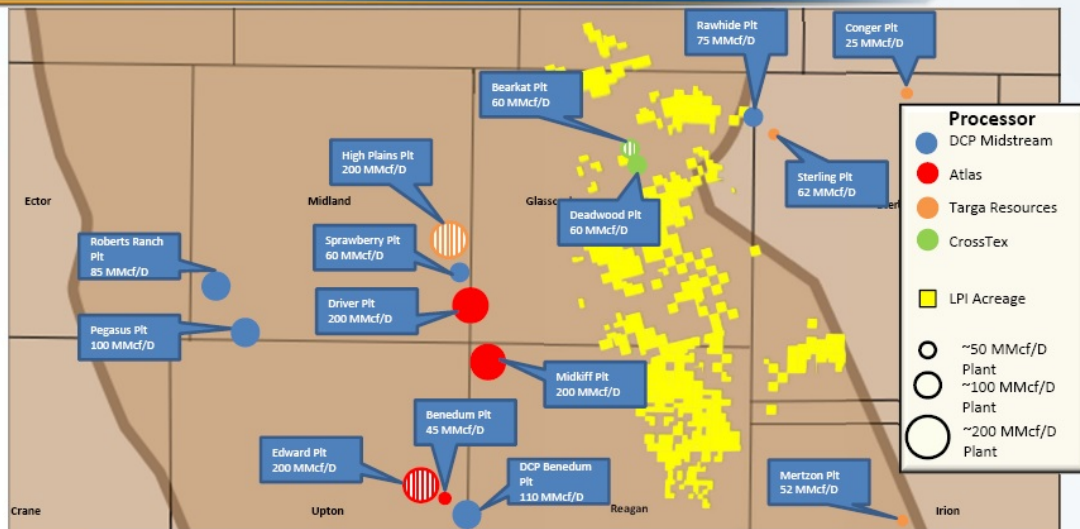 Rawhide Plt
75 MMcf/D
Conger Plt
25 MMcf/D
Bearkat Plt
60 MMcf/D
High Plains Plt
200 MMcf/D
Sterling Plt
62 MMcf/D
Ector
Midland
Deadwood Plt
60 MMcf/D
Roberts Ranch
Plt
85 MMcf/D
Sprawberry Plt
60 MMcf/D
Driver Plt
200 MMcf/D
Pegasus Plt
100 MMcf/D
Midkiff Plt
200 MMcf/D
Benedum Plt
45 MMcf/D
Edward Plt
200 MMcf/D
DCP Benedum
Plt
110 MMcf/D
Mertzon Plt
52 MMcf/D
Crane
Upton
Reagan
Irion
Processor
DCP Midstream
Atlas
Targa Resources
CrossTex
LPI Acreage
~50 MMcf/D
Plant
~100 MMcf/D
Plant
~200 MMcf/D
Plant